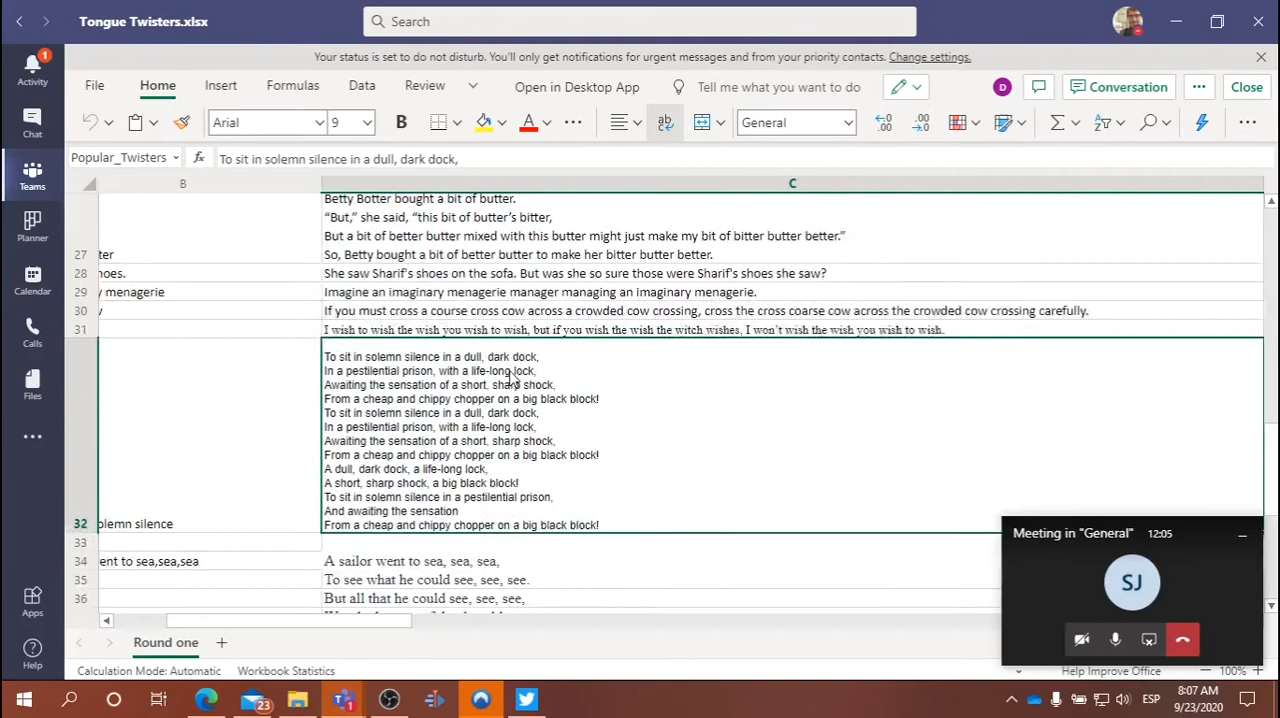 Tongue Twisters.xlsx
Search
Your status is set to do not disturb. You'll only get notifications for urgent messages and from your priority contacts. Change settings.
Activity
1
Chat
Teams
Planner
Calendar
Calls
Files
Apps
Help
File Home Insert Formulas Data Review Open in Desktop App Tell me what you want to do D Conversation Close
Arial 9 B A ab General
Popular_Twisters fx To sit in solemn silence in a dull, dark dock,
B C
Betty Botter bought a bit of butter.
“But,” she said, “this bit of butter’s bitter,
But a bit of better butter mixed with this butter might just make my bit of bitter butter better.”
27 ter So, Betty bought a bit of better butter to make her bitter butter better.
28 hoes. She saw Sharif's shoes on the sofa. But was she so sure those were Sharif's shoes she saw?
29 y menagerie Imagine an imaginary menagerie manager managing an imaginary menagerie.
30 If you must cross a course cross cow across a crowded cow crossing, cross the cross coarse cow across the crowded cow crossing carefully.
31 I wish to wish the wish you wish to wish, but if you wish the wish the witch wishes, I won't wish the wish you wish to wish.
To sit in solemn silence in a dull, dark dock,
In a pestilential prison, with a life-long lock,
Awaiting the sensation of a short, sharp shock,
From a cheap and chippy chopper on a big black block!
To sit in solemn silence in a dull, dark dock,
In a pestilential prison, with a life-long lock,
Awaiting the sensation of a short, sharp shock,
From a cheap and chippy chopper on a big black block!
A dull, dark dock, a life-long lock,
A short, sharp shock, a big black block!
To sit in solemn silence in a pestilential prison,
And awaiting the sensation
32 olemn silence From a cheap and chippy chopper on a big black block!
33
34 ent to sea,sea,sea A sailor went to sea, sea, sea,
35 To see what he could see, see, see.
36 But all that he could see, see, see,
Meeting in "General" 12:05
SJ
Round one
Calculation Mode: Automatic Workbook Statistics Help Improve Office 100%
23 1 ESP 8:07 AM
9/23/2020